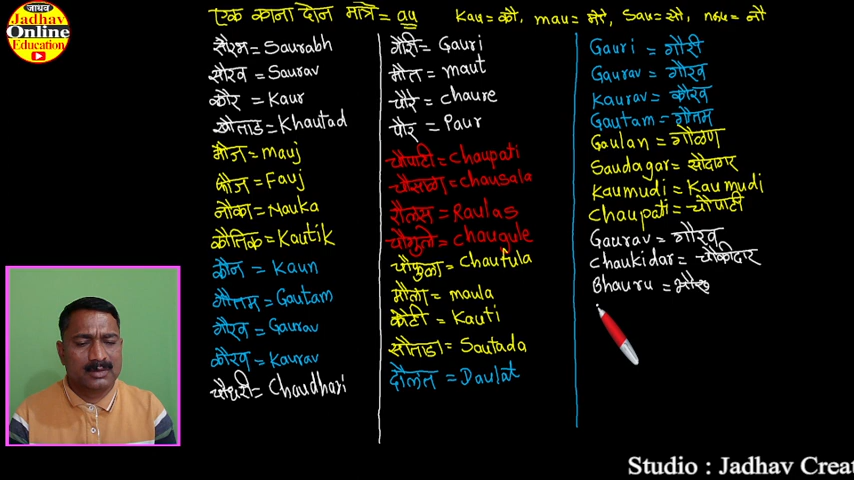 जाधव
Jadhav
Online
Education
एक काना दोन मात्रे = au
Kau = कौ, mau = मौ, Sau = सौ, nau = नौ
सौरभ = Saurabh
सौरव = Saurav
कौर = Kaur
खौताड = Khautad
मौज = mauj
फौज = Fauj
नौका = Nauka
कौतिक = Kautik
कौन = Kaun
गौतम = Gautam
गौरव = Gaurav
कौरव = Kaurav
चौधरी = Chaudhari
गौरी = Gauri
मौत = maut
चौरे = chaure
पौर = Paur
चौपाटी = Chaupati
चौसाळा = chausala
रौलस = Raulas
चौगुले = chaugule
चौफुला = Chaufula
मौला = maula
कौटी = Kauti
सौताडा = Sautada
दौलत = Daulat
Gauri = गौरी
Gaurav = गौरव
Kaurav = कौरव
Gautam = गौतम
Gaulan = गौळण
Saudagar = सौदागर
Kaumudi = Kaumudi
Chaupati = चौपाटी
Gaurav = गौरव
Chaukidar = चौकीदार
Bhauru = भौरु
Studio : Jadhav Creat